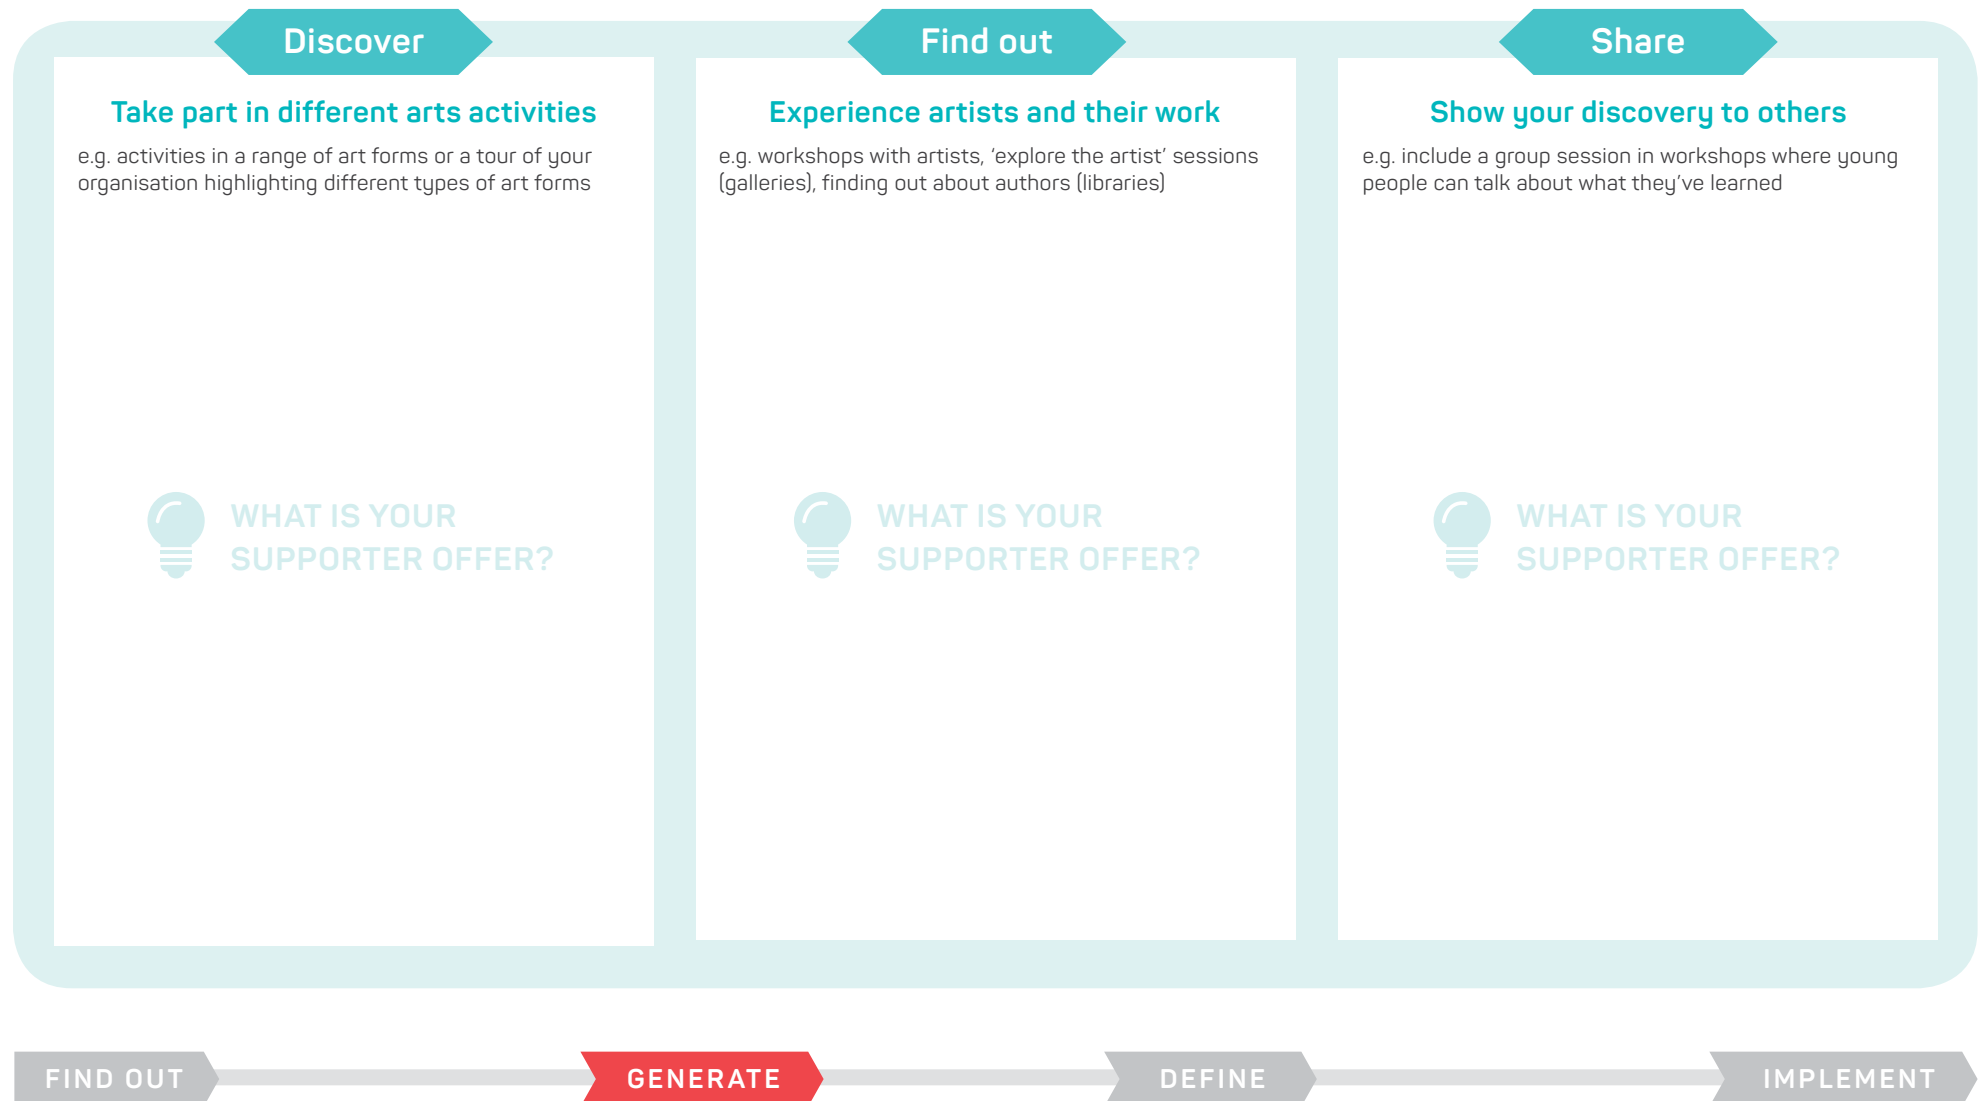 Discover
Take part in different arts activities
e.g. activities in a range of art forms or a tour of your
organisation highlighting different types of art forms
WHAT IS YOUR
SUPPORTER OFFER?
Find out
Experience artists and their work
e.g. workshops with artists, ‘explore the artist’ sessions
(galleries), finding out about authors (libraries)
WHAT IS YOUR
SUPPORTER OFFER?
Share
Show your discovery to others
e.g. include a group session in workshops where young
people can talk about what they’ve learned
WHAT IS YOUR
SUPPORTER OFFER?
FIND OUT
GENERATE
DEFINE
IMPLEMENT